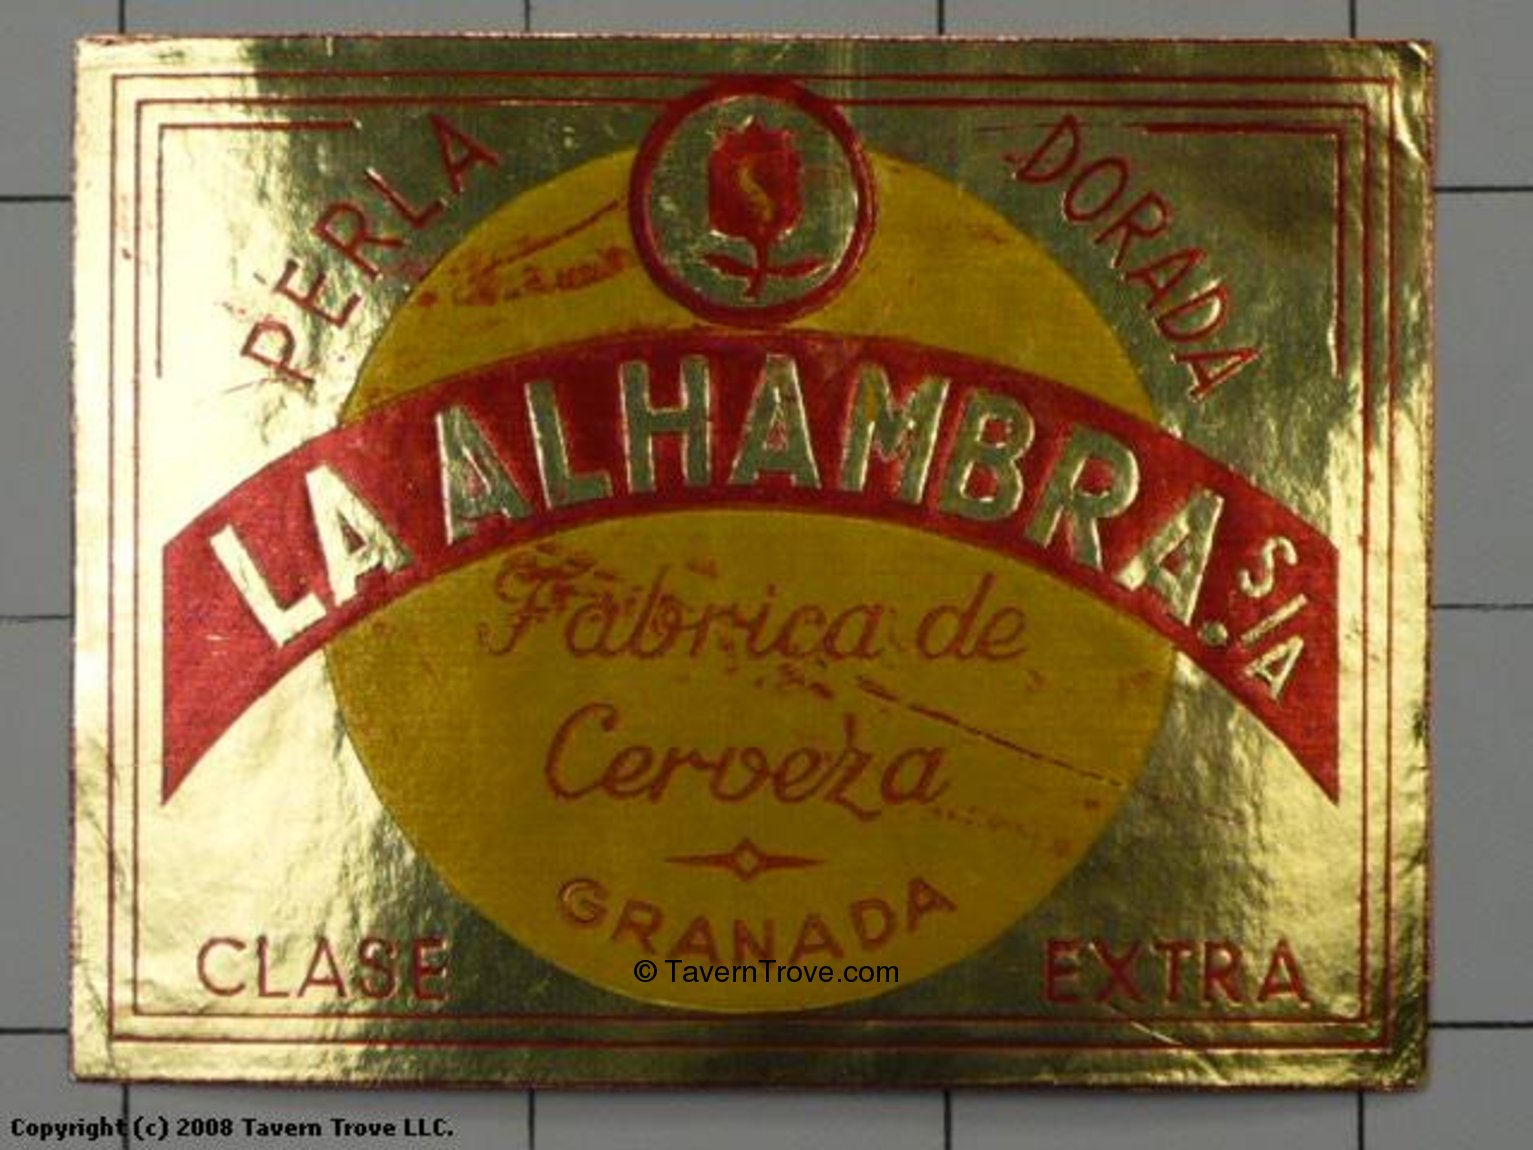 PERLA DORADA
LA ALHAMBRA. S/A
Fábrica de
Cerveza
GRANADA
CLASE EXTRA
© TavernTrove.com
Copyright (c) 2008 Tavern Trove LLC.